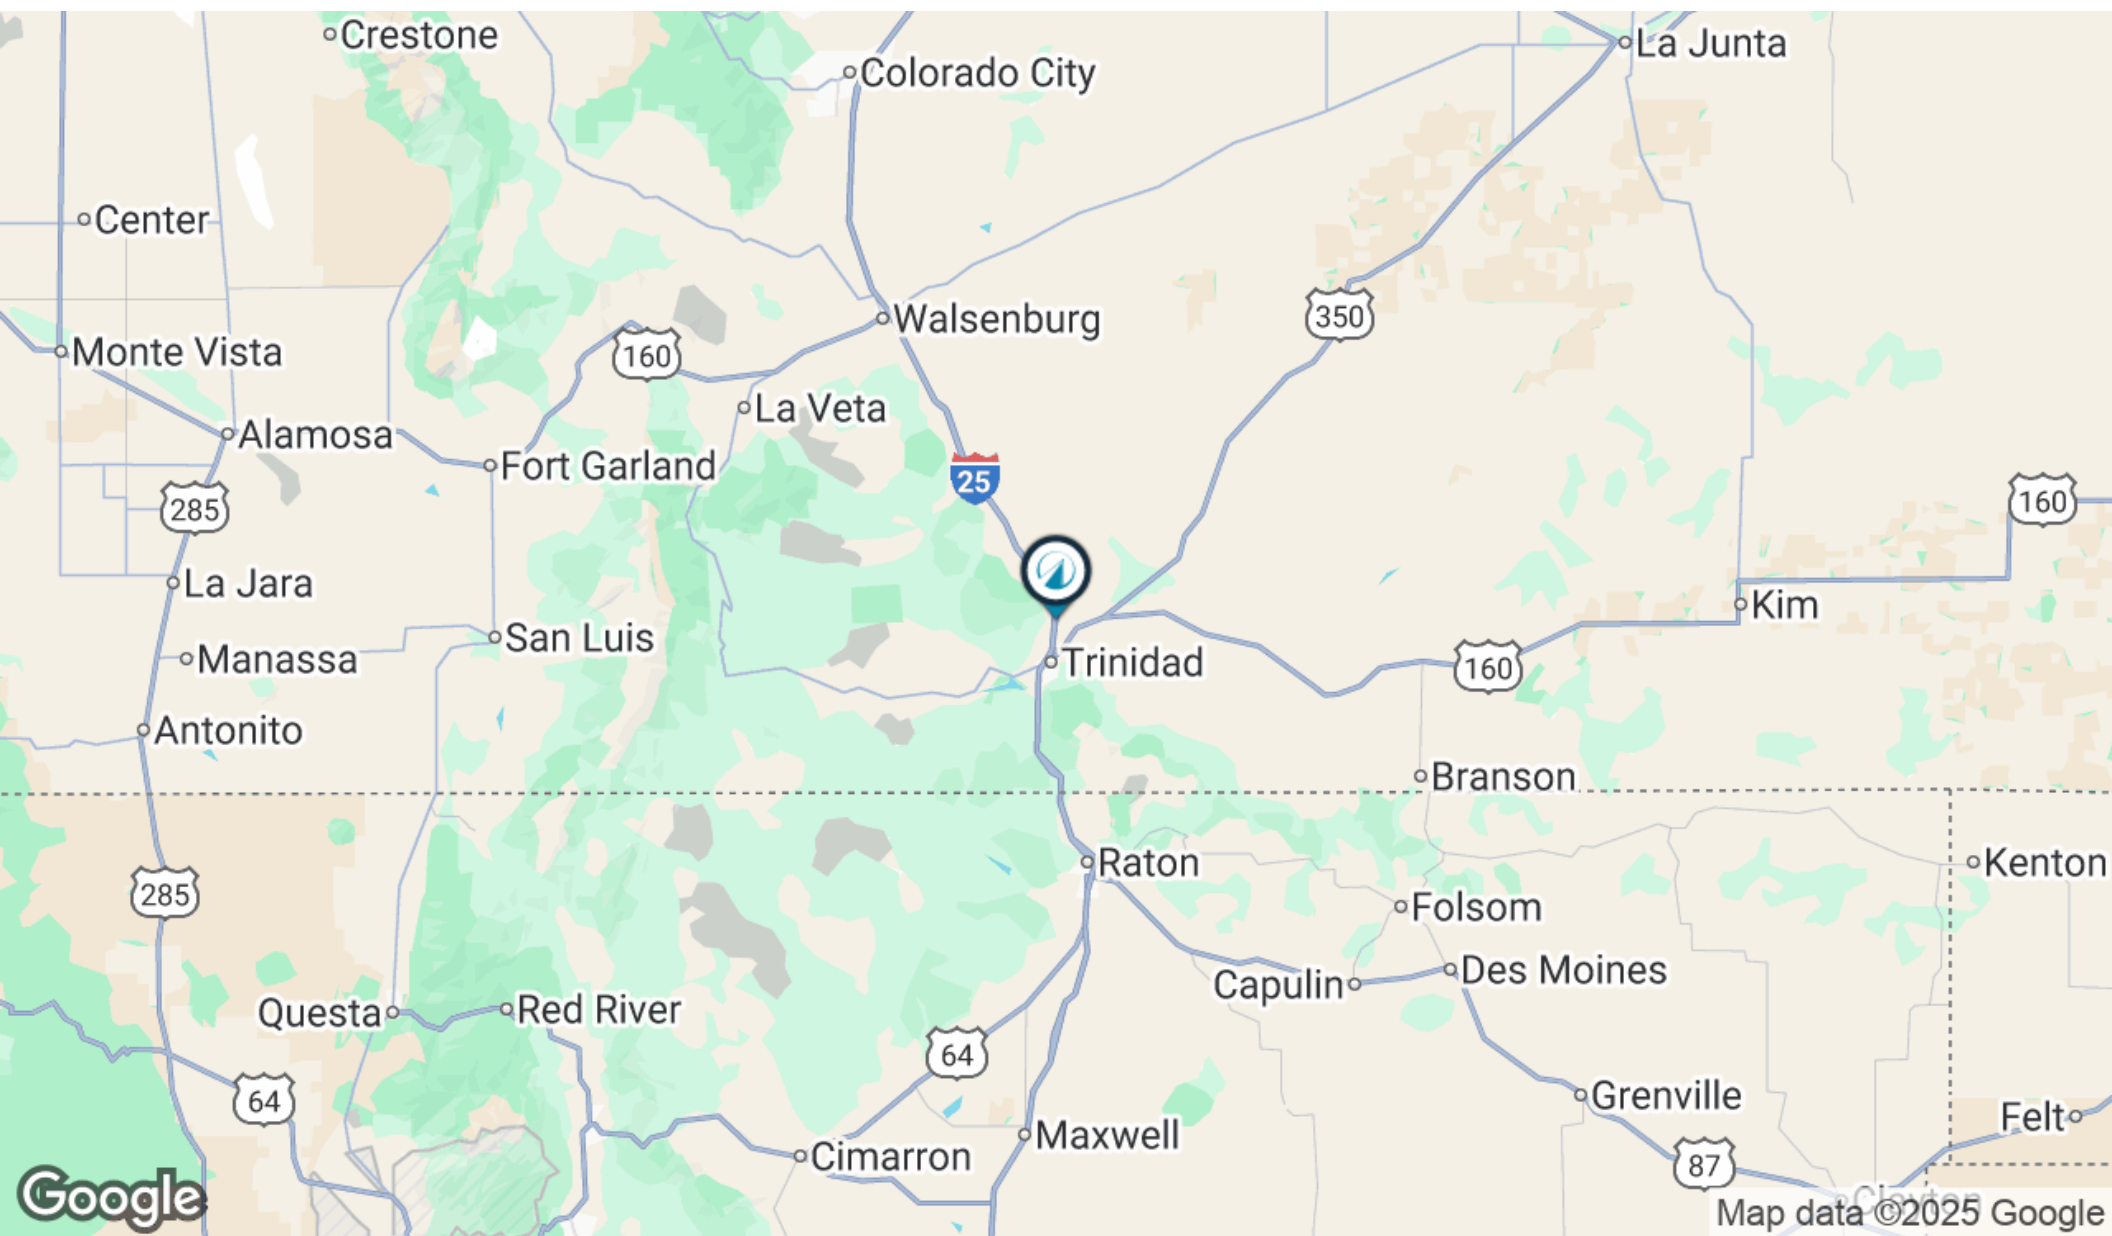 Crestone
Colorado City
La Junta
Center
Walsenburg
350
Monte Vista
160
La Veta
Alamosa
Fort Garland
25
285
160
La Jara
Kim
San Luis
Manassa
Trinidad
160
Antonito
Branson
Raton
Kenton
285
Folsom
Des Moines
Capulin
Questa
Red River
64
64
Grenville
Felt
Maxwell
Cimarron
87
Clayton
Google
Map data ©2025 Google